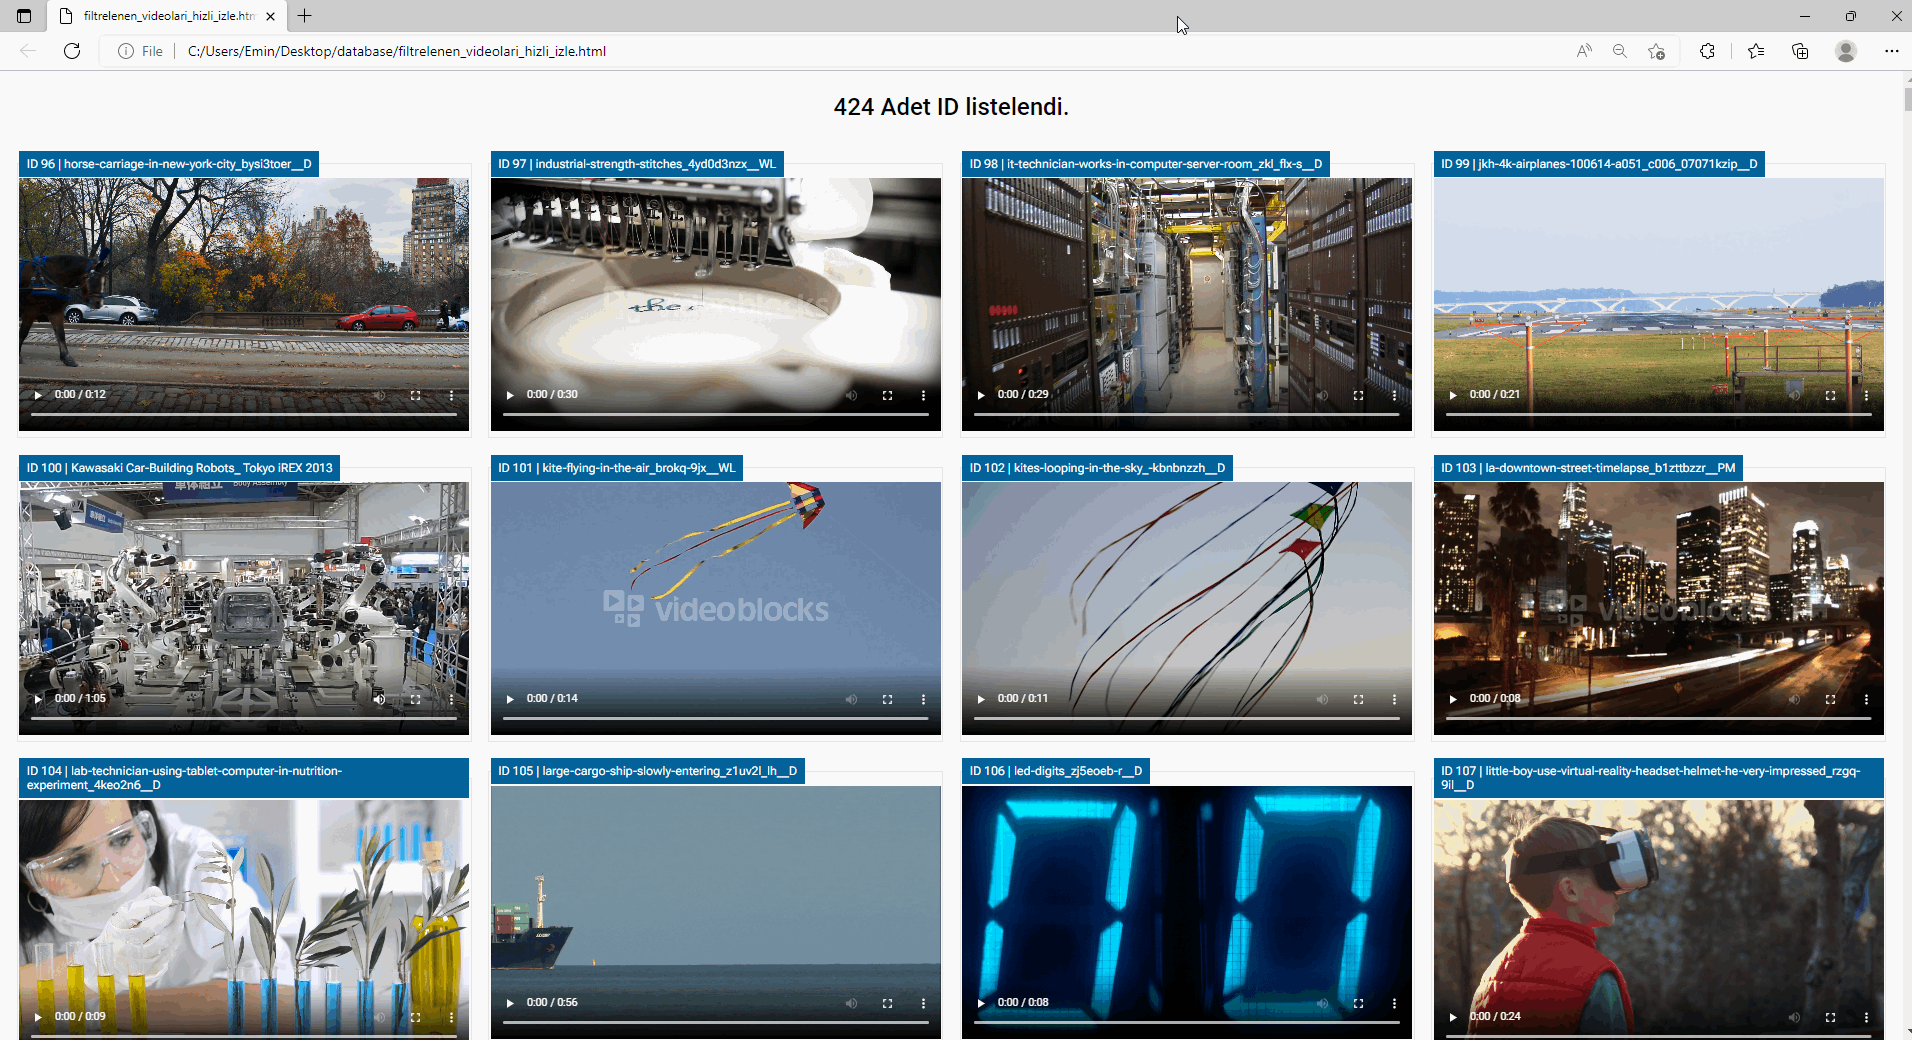 filtrelenen_videolari_hizli_izle.htm
File
C:/Users/Emin/Desktop/database/filtrelenen_videolari_hizli_izle.html
424 Adet ID listelendi.
ID 96 | horse-carriage-in-new-york-city_bysi3toer__D
ID 97 | industrial-strength-stitches_4yd0d3nzx__WL
ID 98 | it-technician-works-in-computer-server-room_zkl_flx-s__D
ID 99 | jkh-4k-airplanes-100614-a051_c006_07071kzip__D
the
0:00 / 0:12
0:00 / 0:30
0:00 / 0:29
0:00 / 0:21
ID 100 | Kawasaki Car-Building Robots_ Tokyo iREX 2013
ID 101 | kite-flying-in-the-air_brokq-9jx__WL
ID 102 | kites-looping-in-the-sky_-kbnbnzzh__D
ID 103 | la-downtown-street-timelapse_b1zttbzzr__PM
Body Assembly
videoblocks
videoblocks
0:00 / 1:05
0:00 / 0:14
0:00 / 0:11
0:00 / 0:08
ID 104 | lab-technician-using-tablet-computer-in-nutrition-
experiment_4keo2n6__D
ID 105 | large-cargo-ship-slowly-entering_z1uv2l_lh__D
ID 106 | led-digits_zj5eoeb-r__D
ID 107 | little-boy-use-virtual-reality-headset-helmet-he-very-impressed_rzgq-
9il__D
0:00 / 0:09
0:00 / 0:56
0:00 / 0:08
0:00 / 0:24